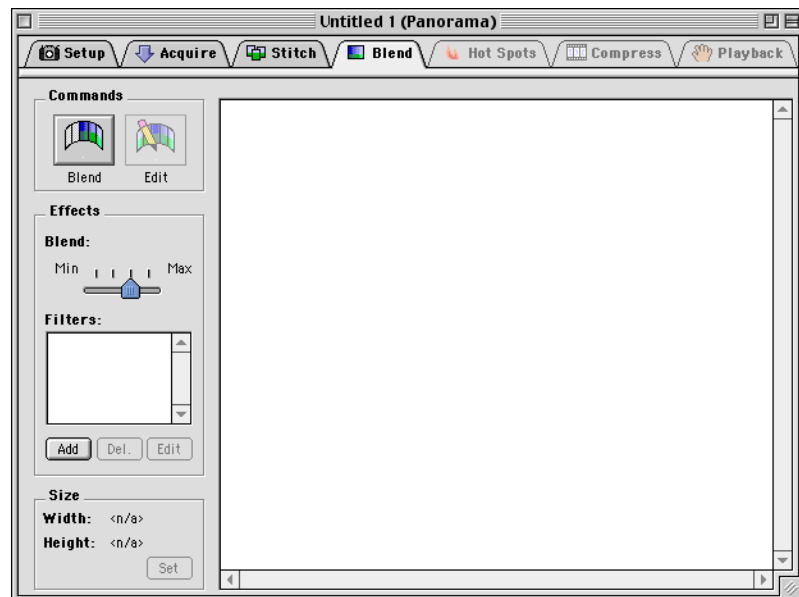 Untitled 1 (Panorama)
Setup Acquire Stitch Blend Hot Spots Compress Playback
Commands
Blend Edit
Effects
Blend:
Min Max
Filters:
Add Del. Edit
Size
Width: <n/a>
Height: <n/a>
Set